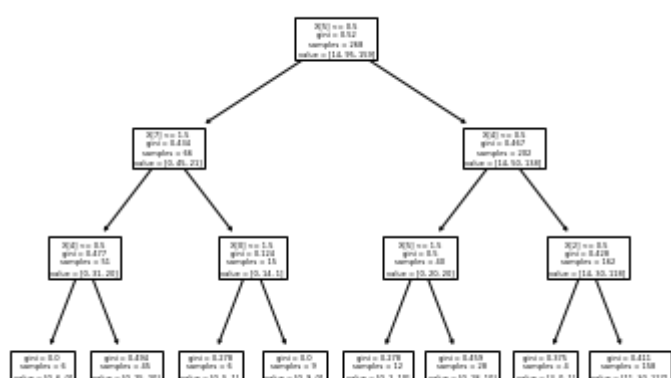 X[5] <= 0.5
gini = 0.52
samples = 268
value = [14, 95, 159]
X[7] <= 1.5
gini = 0.434
samples = 66
value = [0, 45, 21]
X[4] <= 0.5
gini = 0.457
samples = 202
value = [14, 50, 138]
X[4] <= 0.5
gini = 0.477
samples = 51
value = [0, 31, 20]
X[0] <= 1.5
gini = 0.124
samples = 15
value = [0, 14, 1]
X[5] <= 1.5
gini = 0.5
samples = 40
value = [0, 20, 20]
X[2] <= 0.5
gini = 0.428
samples = 162
value = [14, 30, 118]
gini = 0.0
samples = 6
gini = 0.494
samples = 45
gini = 0.278
samples = 6
gini = 0.0
samples = 9
gini = 0.278
samples = 12
gini = 0.459
samples = 28
gini = 0.375
samples = 4
gini = 0.411
samples = 158